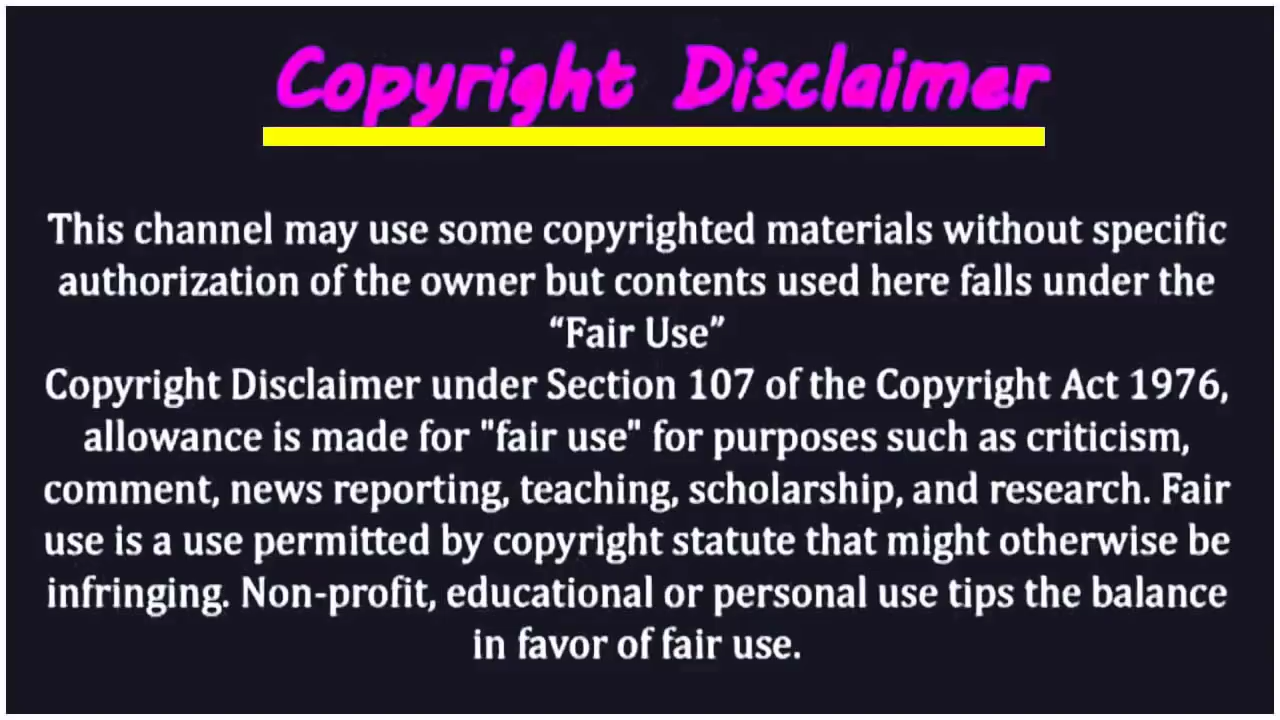 Copyright Disclaimer
This channel may use some copyrighted materials without specific
authorization of the owner but contents used here falls under the
“Fair Use”
Copyright Disclaimer under Section 107 of the Copyright Act 1976,
allowance is made for "fair use" for purposes such as criticism,
comment, news reporting, teaching, scholarship, and research. Fair
use is a use permitted by copyright statute that might otherwise be
infringing. Non-profit, educational or personal use tips the balance
in favor of fair use.